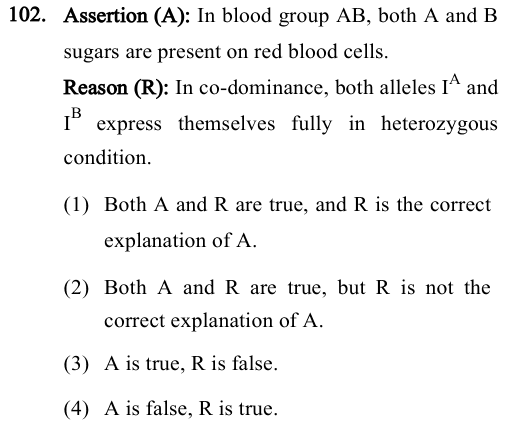 102. Assertion (A): In blood group AB, both A and B
sugars are present on red blood cells.
Reason (R): In co-dominance, both alleles Iᴬ and
Iᴮ express themselves fully in heterozygous
condition.
(1) Both A and R are true, and R is the correct
explanation of A.
(2) Both A and R are true, but R is not the
correct explanation of A.
(3) A is true, R is false.
(4) A is false, R is true.